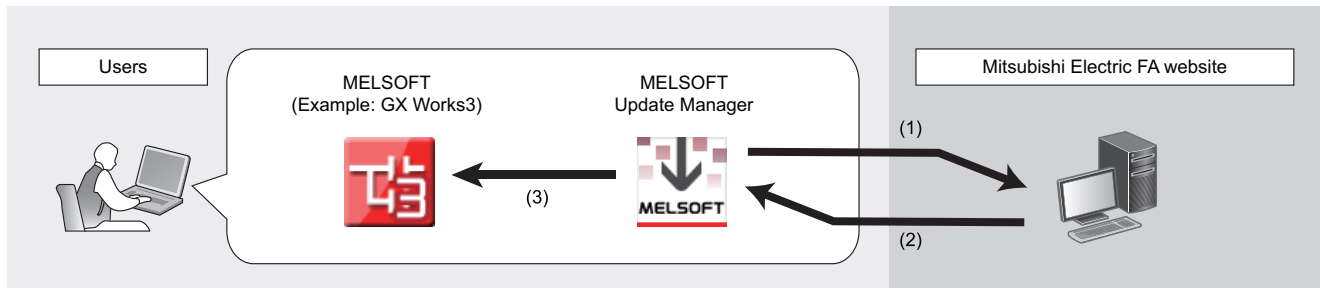 Users
MELSOFT
(Example: GX Works3)
MELSOFT
Update Manager
Mitsubishi Electric FA website
(1)
(3)
MELSOFT
(2)